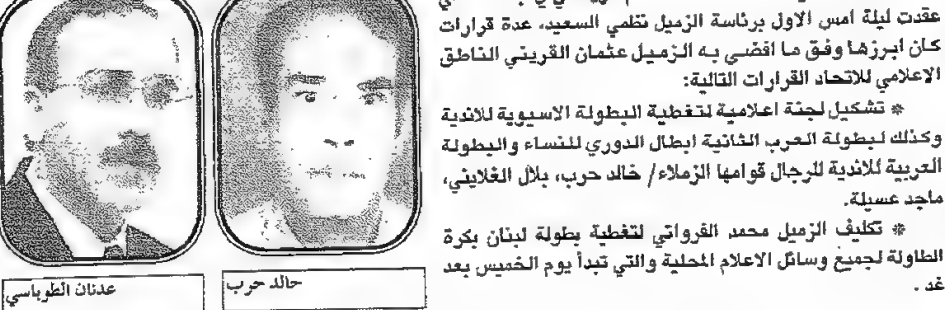 عقدت ليلة امس الاول برئاسة الزميل نظمي السعيد، عدة قرارات
كان ابرزها وفق ما افضى به الزميل عثمان القريني الناطق
الاعلامي للاتحاد القرارات التالية:
* تشكيل لجنة اعلامية لتغطية البطولة الاسيوية للاندية
وكذلك لبطولة العرب الثانية ابطال الدوري للنساء والبطولة
العربية للاندية للرجال قوامها الزملاء/ خالد حرب، بلال الغلاييني،
ماجد عسيلة.
* تكليف الزميل محمد القرواتي لتغطية بطولة لبنان بكرة
الطاولة لجميع وسائل الاعلام المحلية والتي تبدأ يوم الخميس بعد
غد.
خالد حرب
عدنان الطوباسي